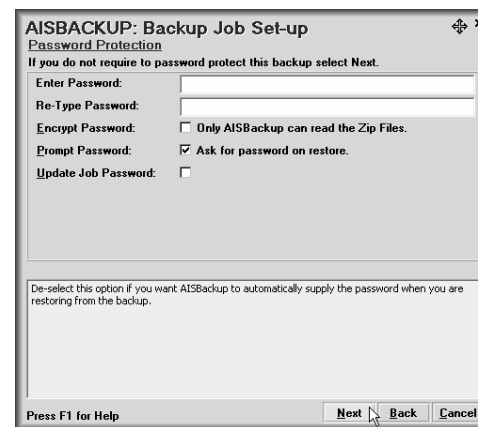 AISBACKUP: Backup Job Set-up
Password Protection
If you do not require to password protect this backup select Next.
Enter Password:
Re-Type Password:
Encrypt Password: Only AISBackup can read the Zip Files.
Prompt Password: Ask for password on restore.
Update Job Password:
De-select this option if you want AISBackup to automatically supply the password when you are
restoring from the backup.
Press F1 for Help Next Back Cancel